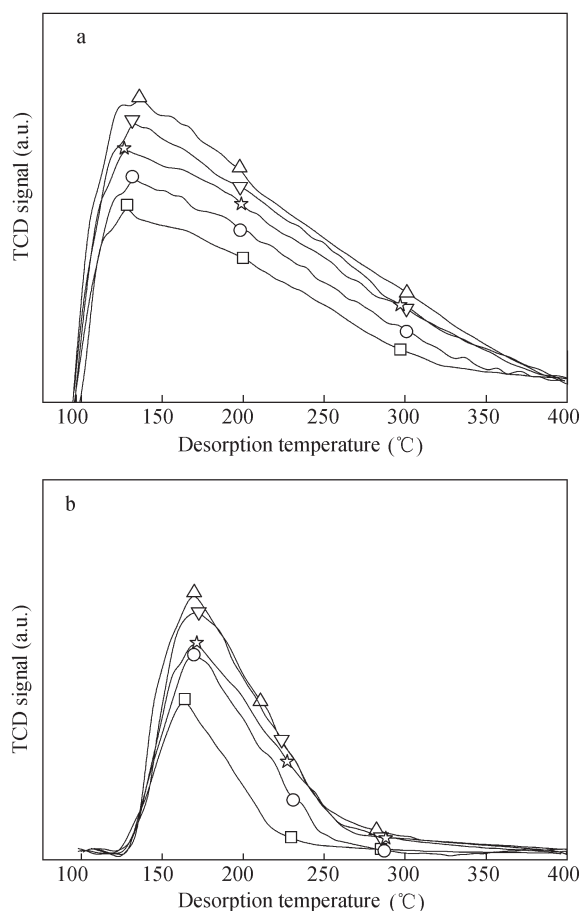 a
TCD signal (a.u.)
100 150 200 250 300 350 400
Desorption temperature (℃)
b
TCD signal (a.u.)
100 150 200 250 300 350 400
Desorption temperature (℃)